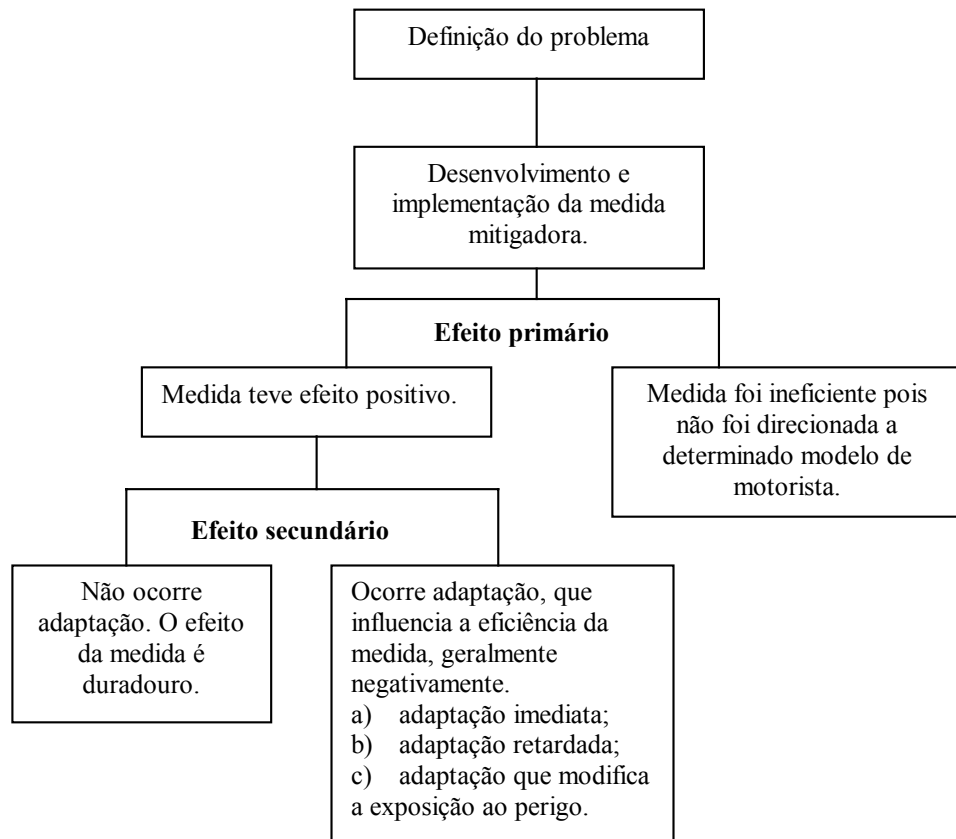 Definição do problema
Desenvolvimento e
implementação da medida
mitigadora.
Efeito primário
Medida teve efeito positivo.
Medida foi ineficiente pois
não foi direcionada a
determinado modelo de
motorista.
Efeito secundário
Não ocorre
adaptação. O efeito
da medida é
duradouro.
Ocorre adaptação, que
influencia a eficiência da
medida, geralmente
negativamente.
a) adaptação imediata;
b) adaptação retardada;
c) adaptação que modifica
a exposição ao perigo.